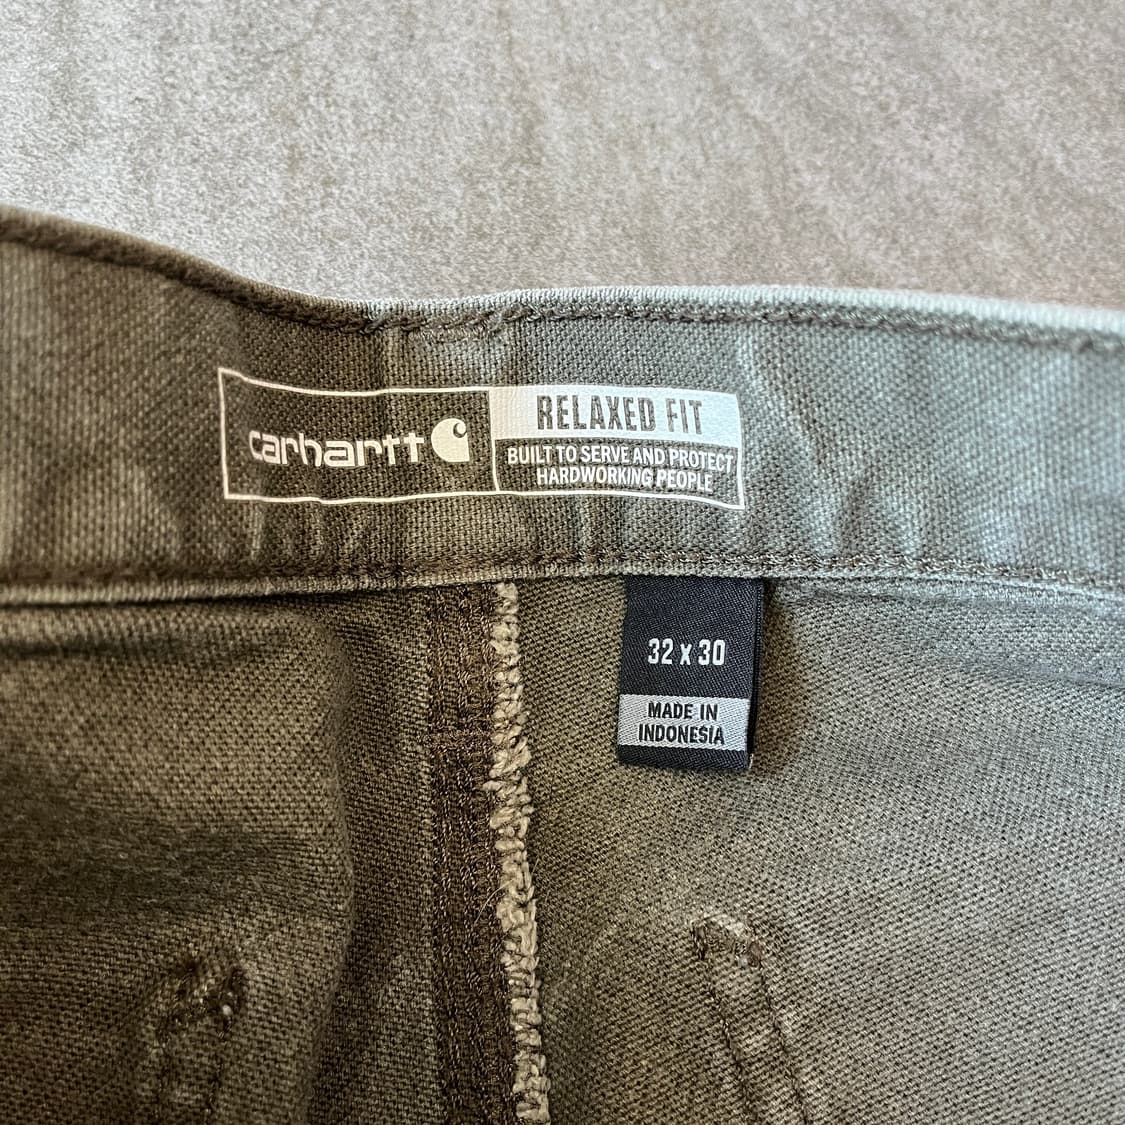 carhartt
RELAXED FIT
BUILT TO SERVE AND PROTECT
HARDWORKING PEOPLE
32 x 30
MADE IN
INDONESIA